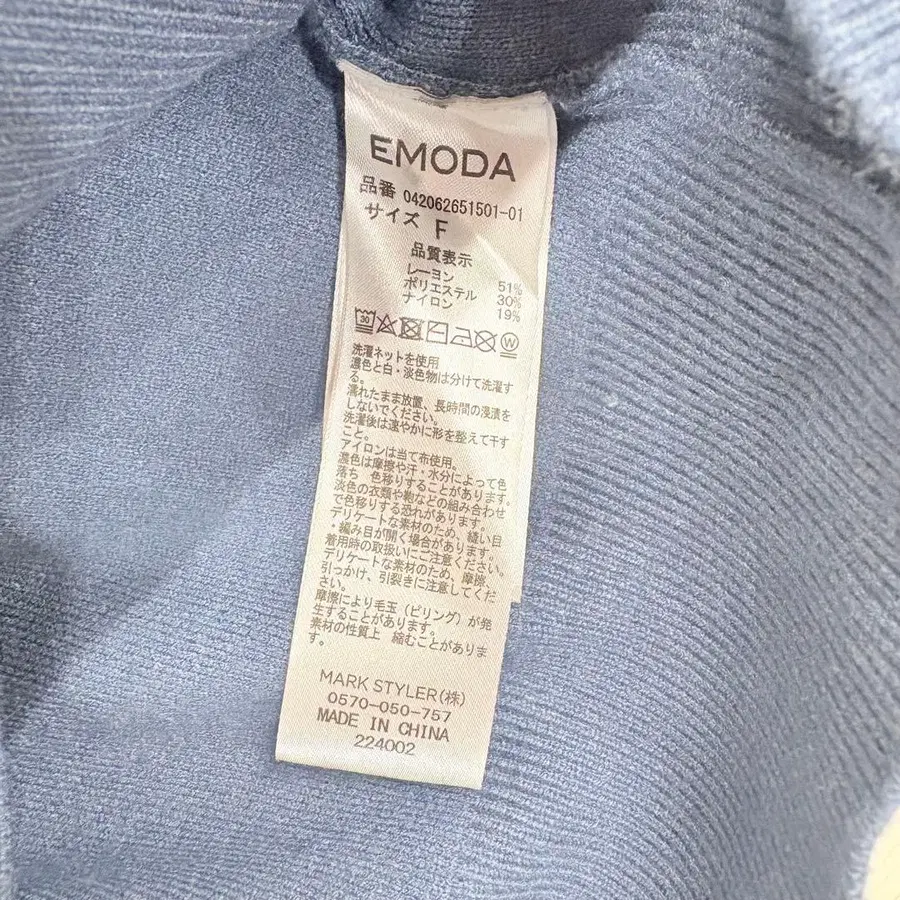 EMODA
品番 042062651501-01
サイズ F
品質表示
レーヨン 51%
ポリエステル 30%
ナイロン 19%
30
W
洗濯ネットを使用
濃色と白・淡色物は分けて洗濯す
る。
濡れたまま放置、長時間の浸漬を
しないでください。
洗濯後は速やかに形を整えて干す
こと。
アイロンは当て布使用。
濃色は摩擦や汗・水分によって色
落ち 色移りすることがあります。
淡色の衣類や鞄などの組み合わせ
で色移りする恐れがあります。
デリケートな素材のため、縫い目
・編み目が開く場合があります。
着用時の取扱いにご注意ください。
デリケートな素材のため、摩擦、
引っかけ、引裂きに注意してくだ
さい。
摩擦により毛玉（ピリング）が発
生することがあります。
素材の性質上 縮むことがありま
す。
MARK STYLER(株)
0570-050-757
MADE IN CHINA
224002